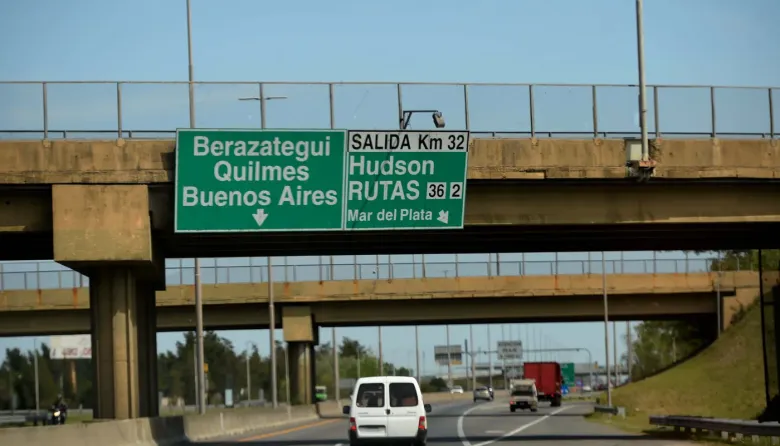 Berazategui
Quilmes
Buenos Aires
SALIDA Km 32
Hudson
RUTAS 36 2
Mar del Plata